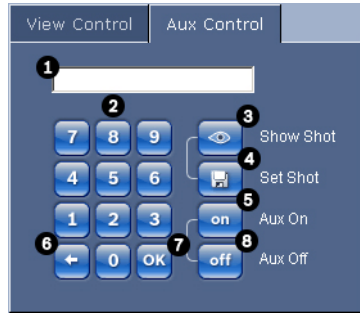 View Control Aux Control
1
2
7 8 9 3 Show Shot
4 5 6 4 Set Shot
1 2 3 5 on Aux On
6 0 OK 7 off 8 Aux Off